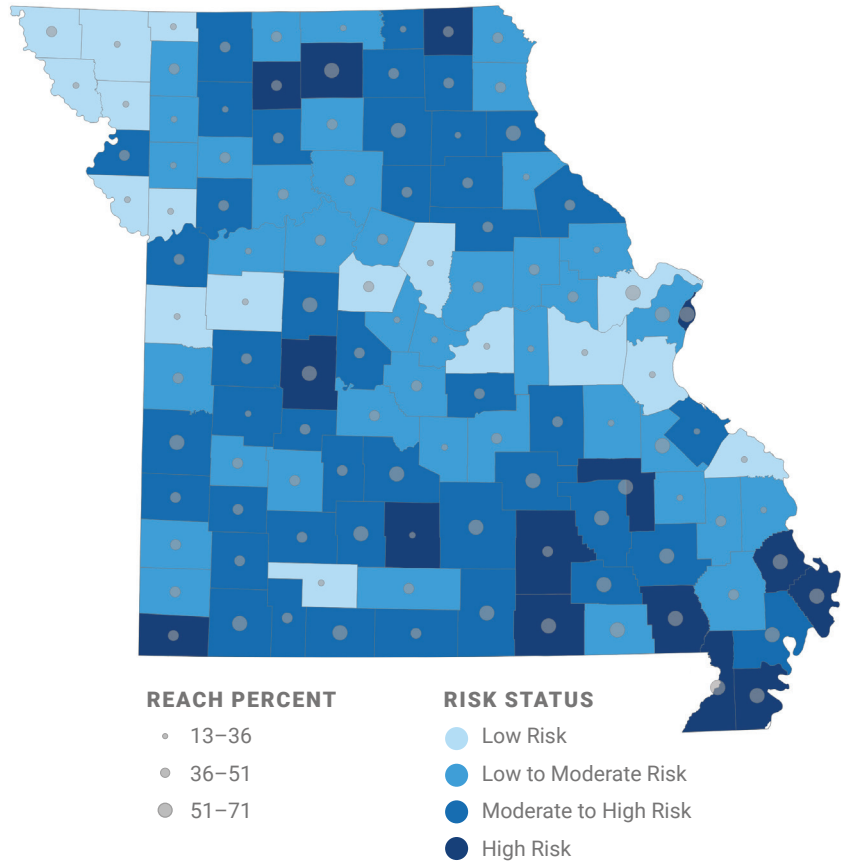 REACH PERCENT
13–36
36–51
51–71
RISK STATUS
Low Risk
Low to Moderate Risk
Moderate to High Risk
High Risk